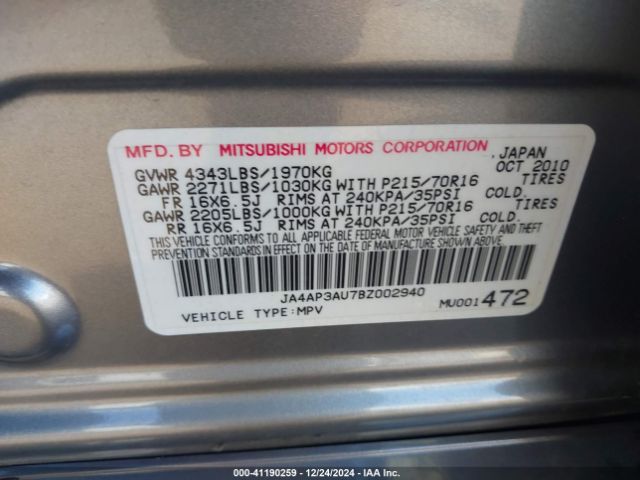 MFD. BY MITSUBISHI MOTORS CORPORATION, JAPAN
GVWR 4343LBS/1970KG OCT 2010
GAWR 2271LBS/1030KG WITH P215/70R16 TIRES
FR 16X6.5J RIMS AT 240KPA/35PSI COLD.
GAWR 2205LBS/1000KG WITH P215/70R16 TIRES
RR 16X6.5J RIMS AT 240KPA/35PSI COLD.
THIS VEHICLE CONFORMS TO ALL APPLICABLE FEDERAL MOTOR VEHICLE SAFETY AND THEFT
PREVENTION STANDARDS IN EFFECT ON THE DATE OF MANUFACTURE SHOWN ABOVE.
JA4AP3AU7BZ002940
VEHICLE TYPE:MPV MU001472
000-41190259 - 12/24/2024 - IAA Inc.